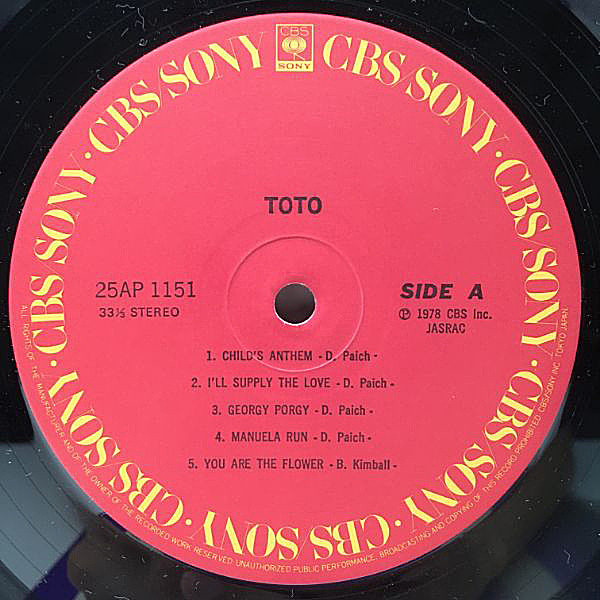 CBS
SONY
CBS/SONY · CBS/SONY · CBS/SONY · CBS/SONY · CBS/SONY · CBS/SONY · CBS/SONY · CBS/SONY
TOTO
25AP 1151
33⅓ STEREO
SIDE A
Ⓟ 1978 CBS Inc.
JASRAC
1. CHILD'S ANTHEM - D. Paich -
2. I'LL SUPPLY THE LOVE - D. Paich -
3. GEORGY PORGY - D. Paich -
4. MANUELA RUN - D. Paich -
5. YOU ARE THE FLOWER - B. Kimball -
ALL RIGHTS OF THE MANUFACTURER AND OF THE OWNER OF THE RECORDED WORK RESERVED. UNAUTHORIZED PUBLIC PERFORMANCE, BROADCASTING AND COPYING OF THIS RECORD PROHIBITED. CBS/SONY INC. TOKYO JAPAN